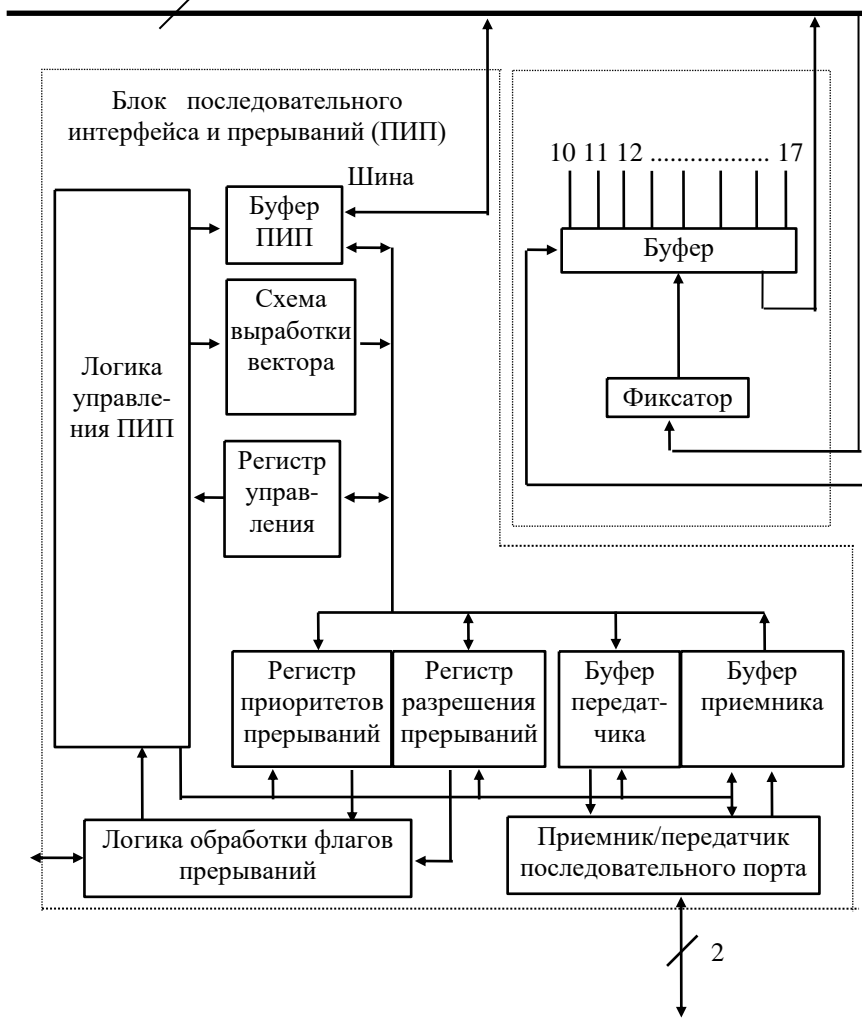 Блок последовательного
интерфейса и прерываний (ПИП)
10 11 12 ................... 17
Шина
Буфер
ПИП
Буфер
Схема
выработки
вектора
Логика
управле-
ния ПИП
Фиксатор
Регистр
управ-
ления
Регистр
приоритетов
прерываний
Регистр
разрешения
прерываний
Буфер
передат-
чика
Буфер
приемника
Логика обработки флагов
прерываний
Приемник/передатчик
последовательного порта
2